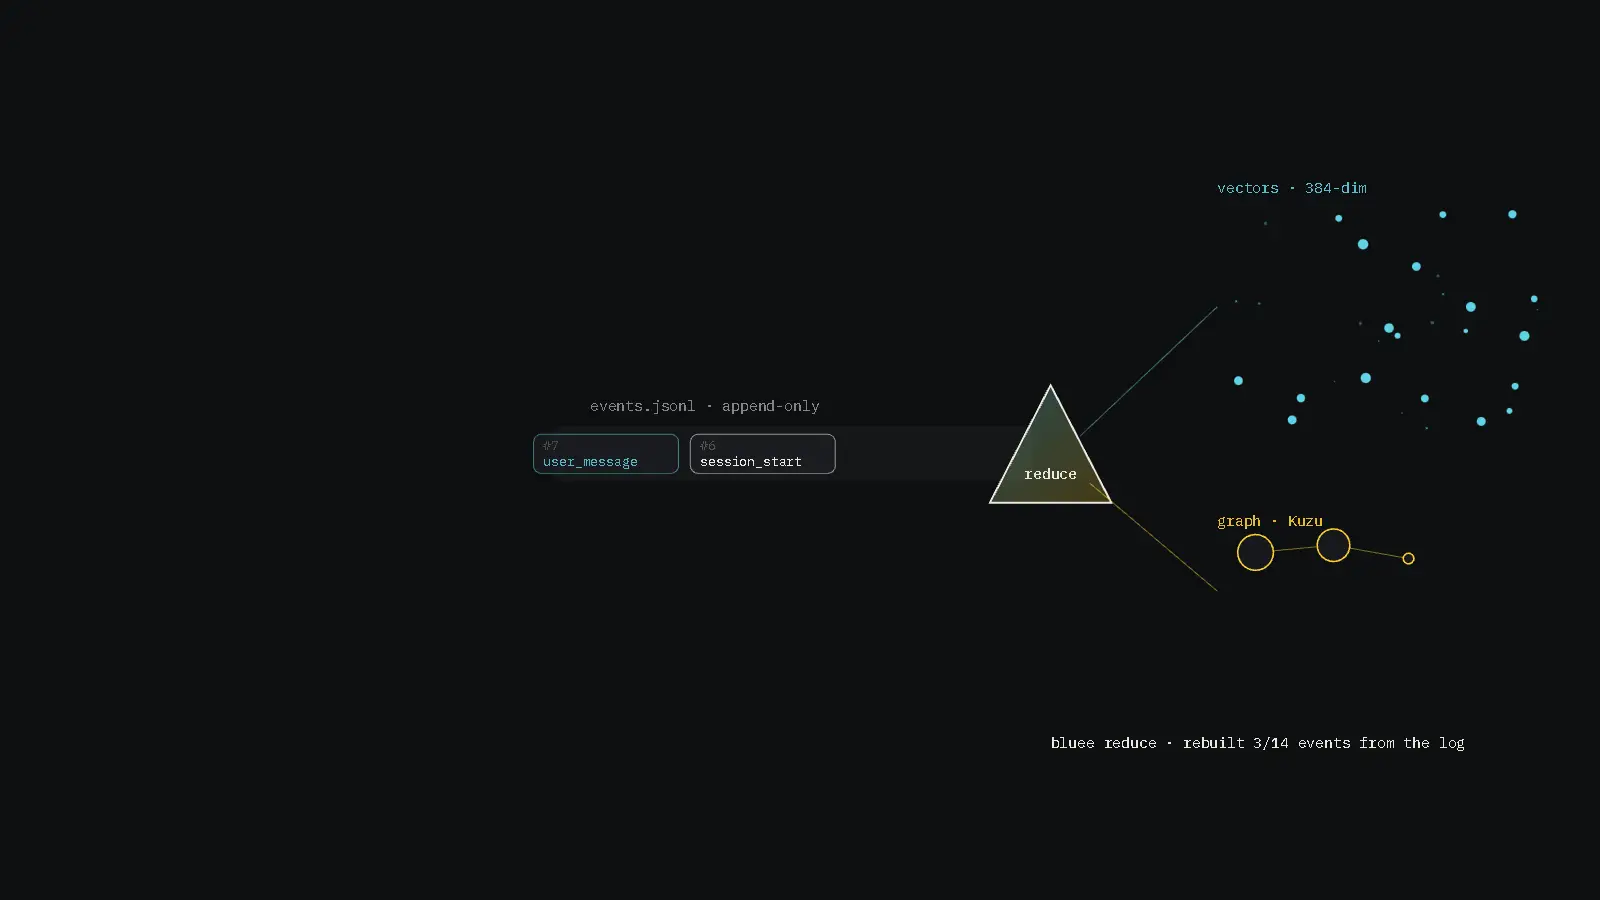 vectors · 384-dim
events.jsonl · append-only
#7
user_message
#6
session_start
reduce
graph · Kuzu
bluee reduce · rebuilt 3/14 events from the log